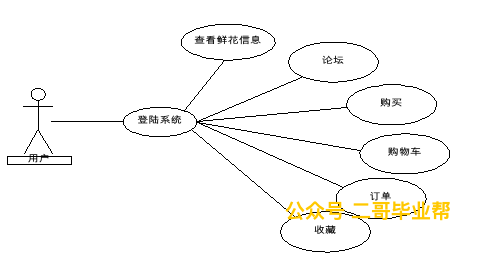 查看鲜花信息
论坛
购买
登陆系统
购物车
用户
订单
公众号 二哥毕业帮
收藏